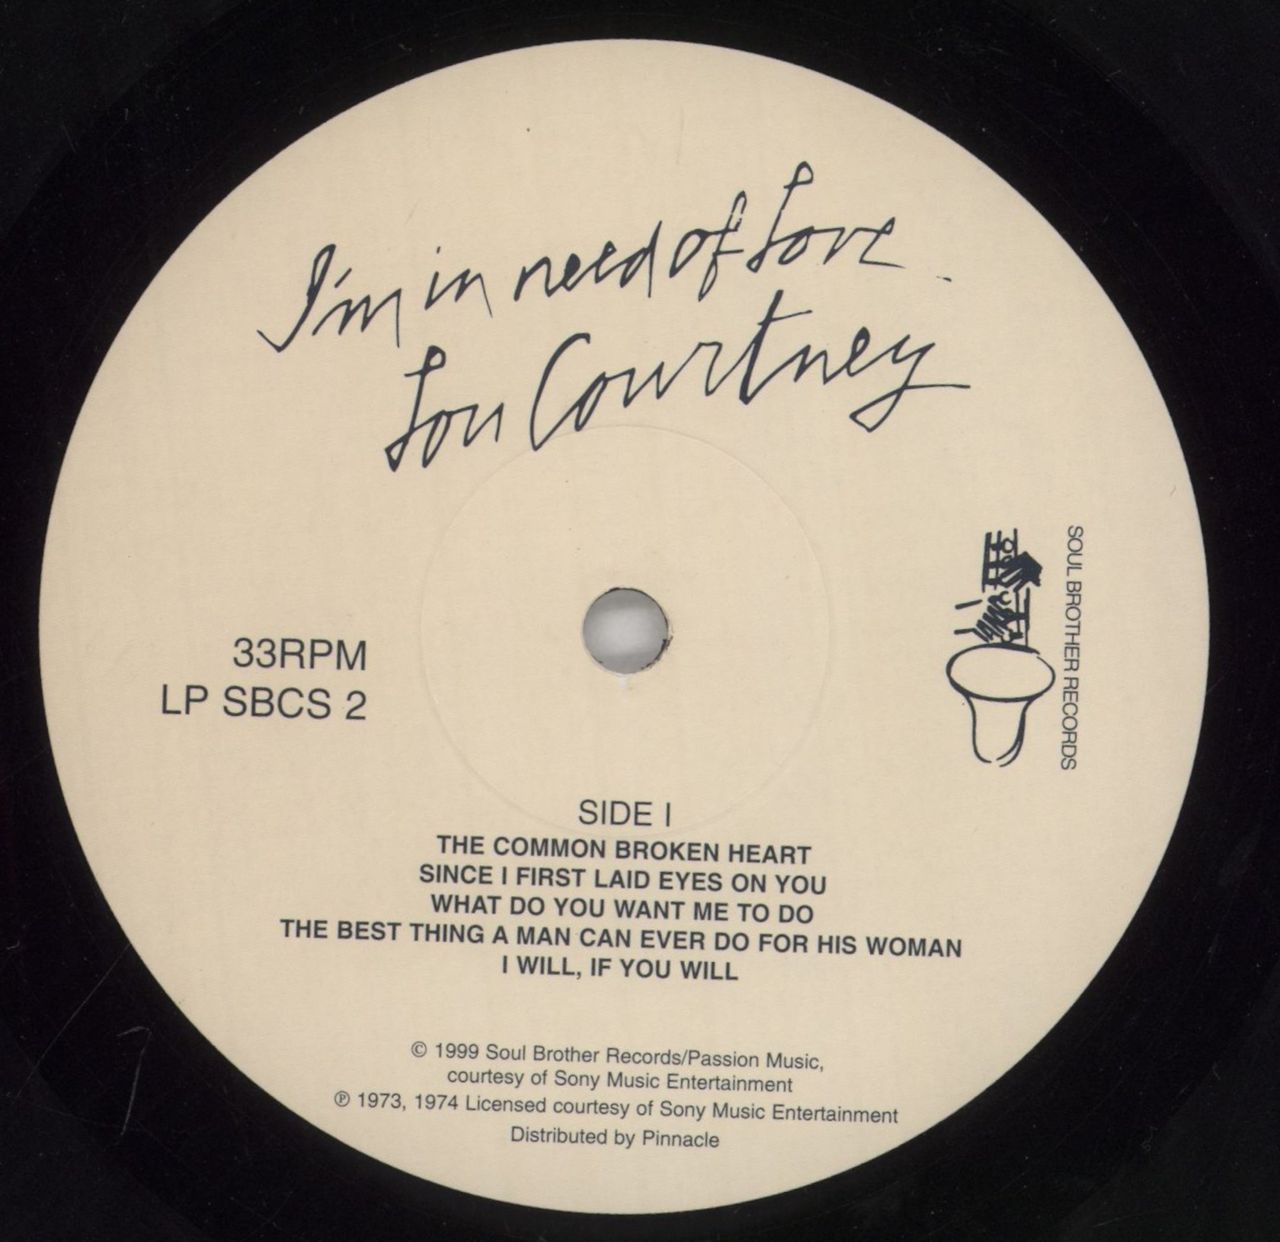 I'm in need of Love
Lou Courtney
SOUL BROTHER RECORDS
33RPM
LP SBCS 2
SIDE I
THE COMMON BROKEN HEART
SINCE I FIRST LAID EYES ON YOU
WHAT DO YOU WANT ME TO DO
THE BEST THING A MAN CAN EVER DO FOR HIS WOMAN
I WILL, IF YOU WILL
© 1999 Soul Brother Records/Passion Music,
courtesy of Sony Music Entertainment
℗ 1973, 1974 Licensed courtesy of Sony Music Entertainment
Distributed by Pinnacle